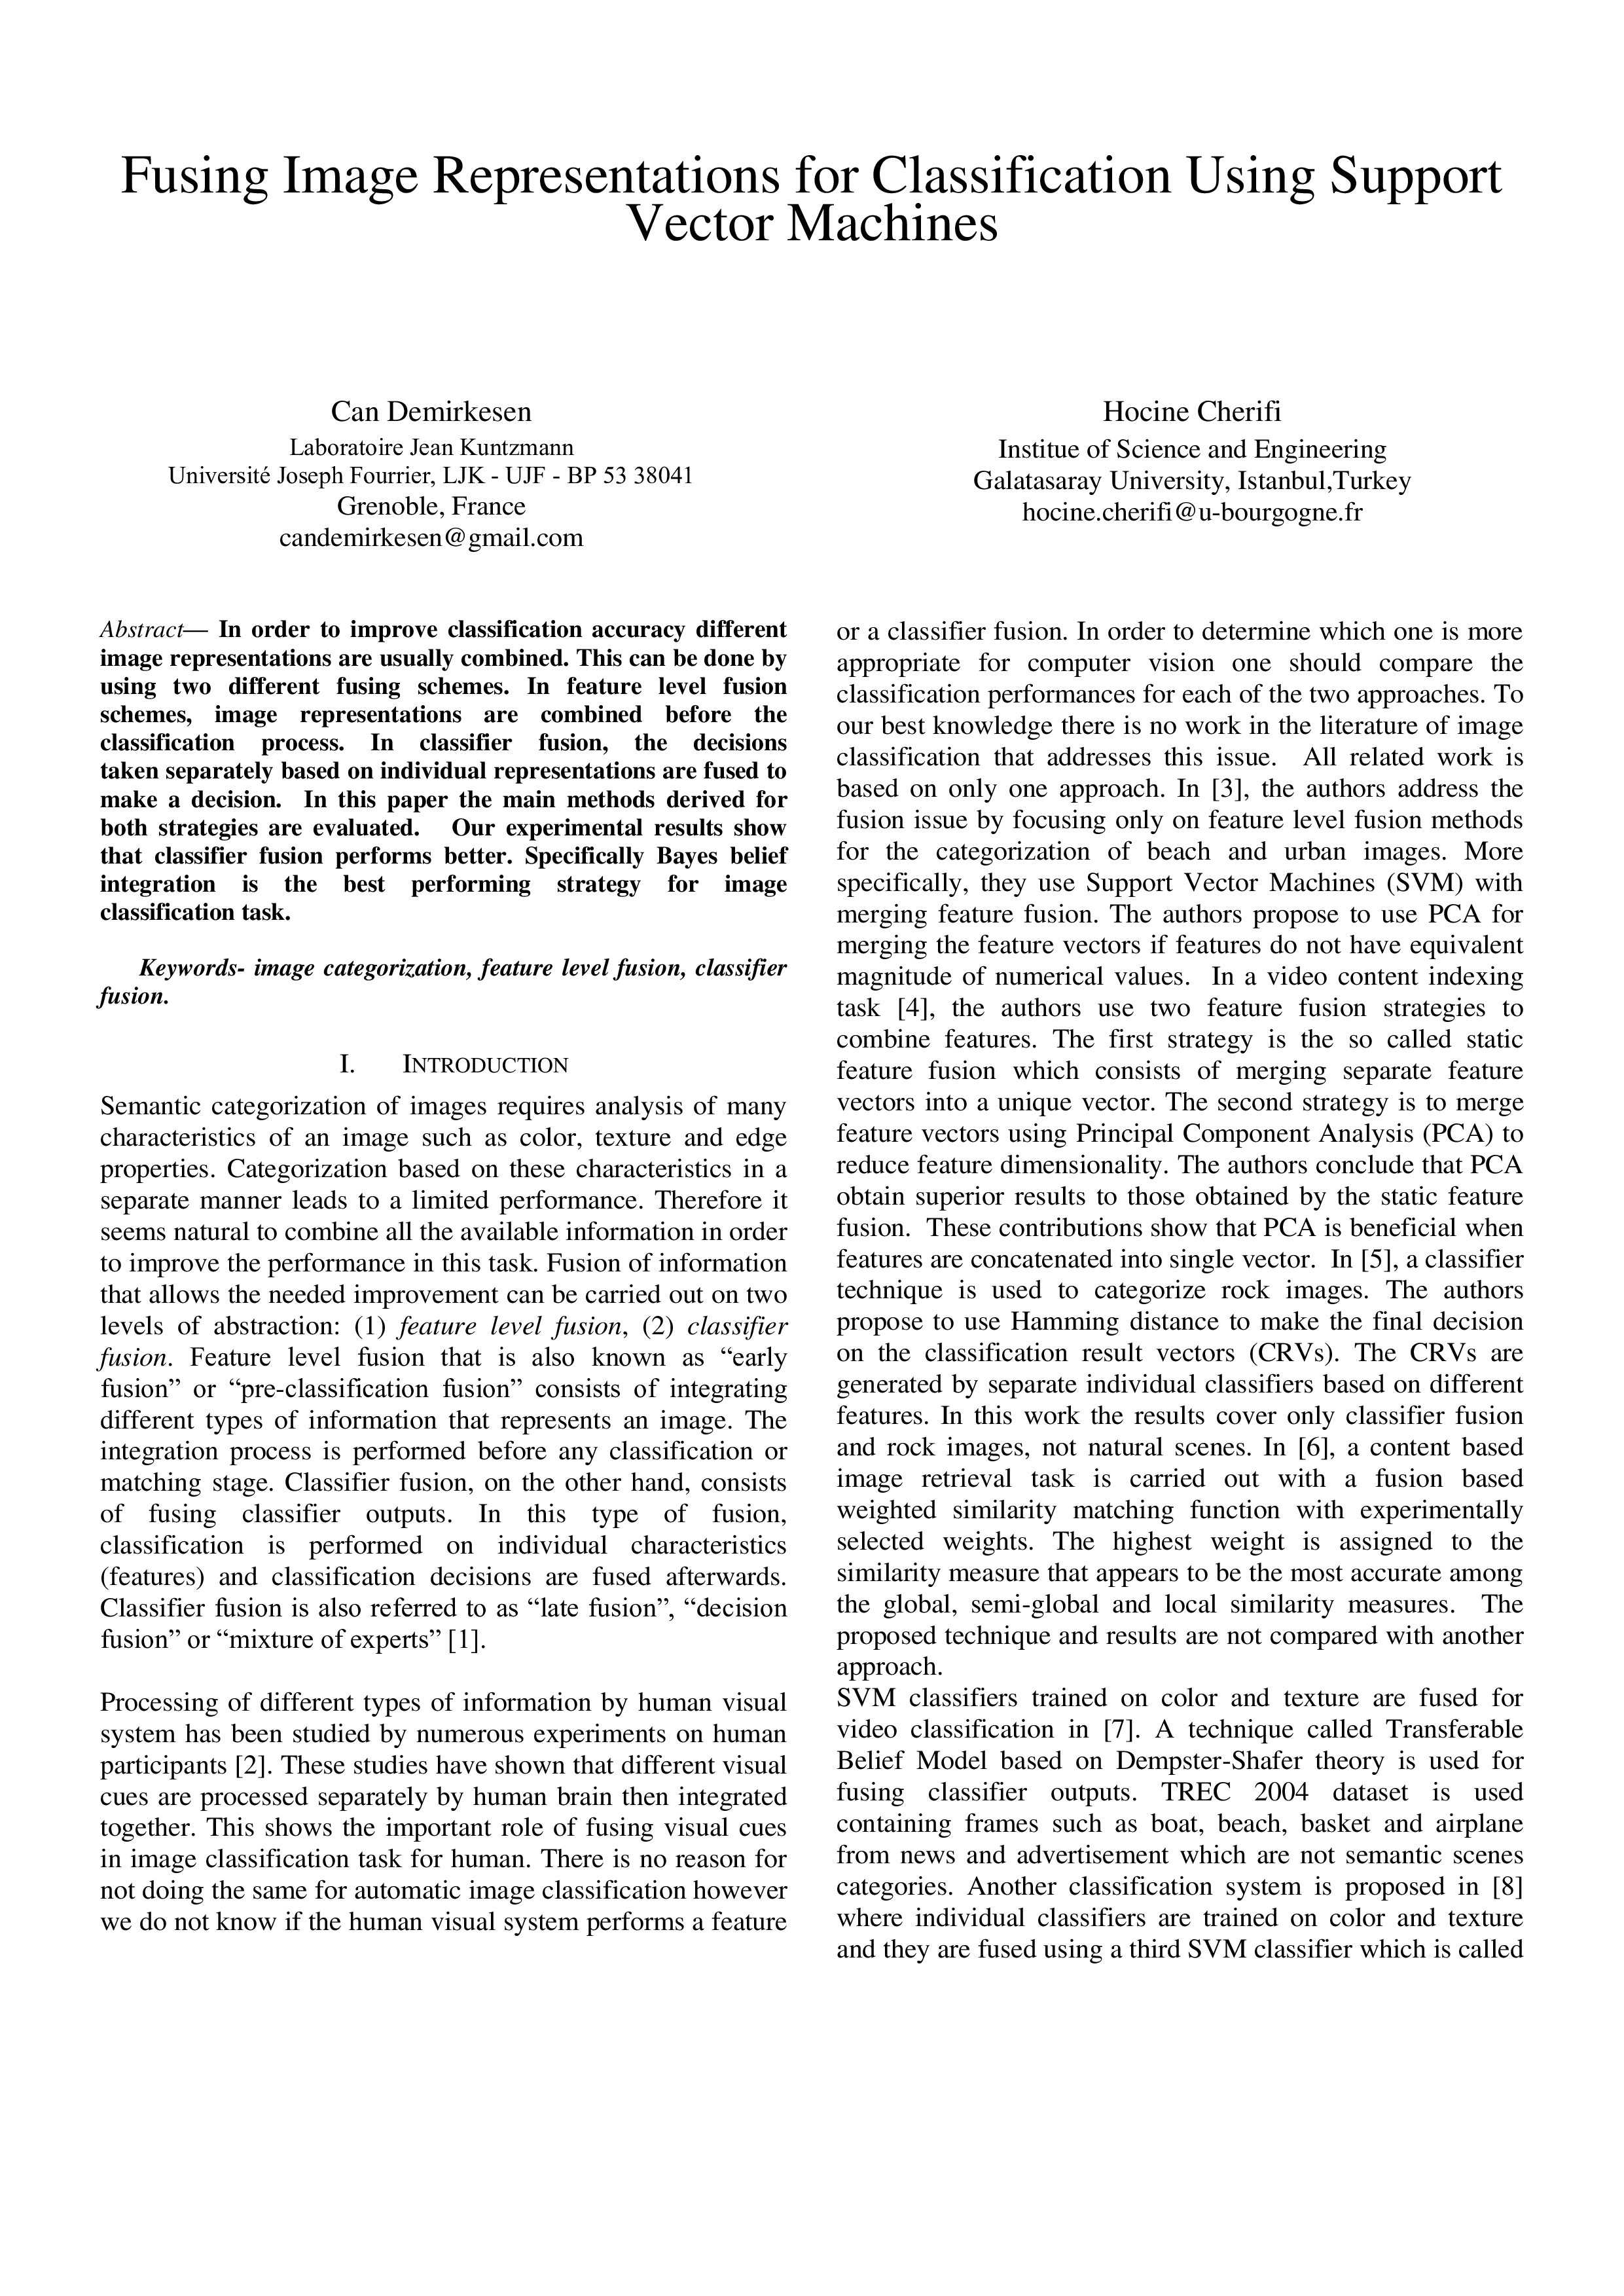 Fusing Image Representations for Classification Using Support
Vector Machines
Can Demirkesen
Laboratoire Jean Kuntzmann
Université Joseph Fourrier, LJK - UJF - BP 53 38041
Grenoble, France
candemirkesen@gmail.com
Hocine Cherifi
Institue of Science and Engineering
Galatasaray University, Istanbul,Turkey
hocine.cherifi@u-bourgogne.fr
Abstract— In order to improve classification accuracy different
image representations are usually combined. This can be done by
using two different fusing schemes. In feature level fusion
schemes, image representations are combined before the
classification process. In classifier fusion, the decisions
taken separately based on individual representations are fused to
make a decision. In this paper the main methods derived for
both strategies are evaluated. Our experimental results show
that classifier fusion performs better. Specifically Bayes belief
integration is the best performing strategy for image
classification task.
Keywords- image categorization, feature level fusion, classifier
fusion.
I. INTRODUCTION
Semantic categorization of images requires analysis of many
characteristics of an image such as color, texture and edge
properties. Categorization based on these characteristics in a
separate manner leads to a limited performance. Therefore it
seems natural to combine all the available information in order
to improve the performance in this task. Fusion of information
that allows the needed improvement can be carried out on two
levels of abstraction: (1) feature level fusion, (2) classifier
fusion. Feature level fusion that is also known as “early
fusion” or “pre-classification fusion” consists of integrating
different types of information that represents an image. The
integration process is performed before any classification or
matching stage. Classifier fusion, on the other hand, consists
of fusing classifier outputs. In this type of fusion,
classification is performed on individual characteristics
(features) and classification decisions are fused afterwards.
Classifier fusion is also referred to as “late fusion”, “decision
fusion” or “mixture of experts” [1].
Processing of different types of information by human visual
system has been studied by numerous experiments on human
participants [2]. These studies have shown that different visual
cues are processed separately by human brain then integrated
together. This shows the important role of fusing visual cues
in image classification task for human. There is no reason for
not doing the same for automatic image classification however
we do not know if the human visual system performs a feature
or a classifier fusion. In order to determine which one is more
appropriate for computer vision one should compare the
classification performances for each of the two approaches. To
our best knowledge there is no work in the literature of image
classification that addresses this issue. All related work is
based on only one approach. In [3], the authors address the
fusion issue by focusing only on feature level fusion methods
for the categorization of beach and urban images. More
specifically, they use Support Vector Machines (SVM) with
merging feature fusion. The authors propose to use PCA for
merging the feature vectors if features do not have equivalent
magnitude of numerical values. In a video content indexing
task [4], the authors use two feature fusion strategies to
combine features. The first strategy is the so called static
feature fusion which consists of merging separate feature
vectors into a unique vector. The second strategy is to merge
feature vectors using Principal Component Analysis (PCA) to
reduce feature dimensionality. The authors conclude that PCA
obtain superior results to those obtained by the static feature
fusion. These contributions show that PCA is beneficial when
features are concatenated into single vector. In [5], a classifier
technique is used to categorize rock images. The authors
propose to use Hamming distance to make the final decision
on the classification result vectors (CRVs). The CRVs are
generated by separate individual classifiers based on different
features. In this work the results cover only classifier fusion
and rock images, not natural scenes. In [6], a content based
image retrieval task is carried out with a fusion based
weighted similarity matching function with experimentally
selected weights. The highest weight is assigned to the
similarity measure that appears to be the most accurate among
the global, semi-global and local similarity measures. The
proposed technique and results are not compared with another
approach.
SVM classifiers trained on color and texture are fused for
video classification in [7]. A technique called Transferable
Belief Model based on Dempster-Shafer theory is used for
fusing classifier outputs. TREC 2004 dataset is used
containing frames such as boat, beach, basket and airplane
from news and advertisement which are not semantic scenes
categories. Another classification system is proposed in [8]
where individual classifiers are trained on color and texture
and they are fused using a third SVM classifier which is called